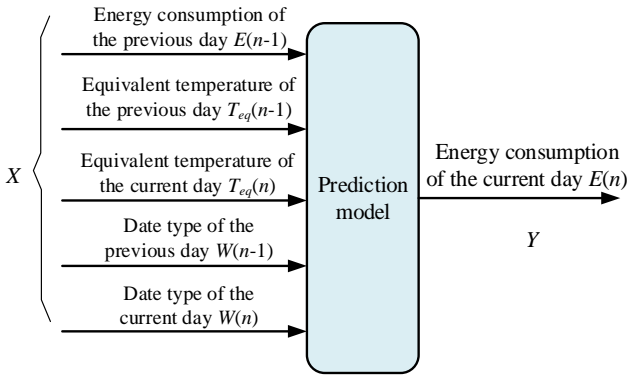 Energy consumption of
the previous day E(n-1)
Equivalent temperature of
the previous day Teq(n-1)
Equivalent temperature of
the current day Teq(n)
Date type of the
previous day W(n-1)
Date type of the
current day W(n)
X
Prediction
model
Energy consumption
of the current day E(n)
Y